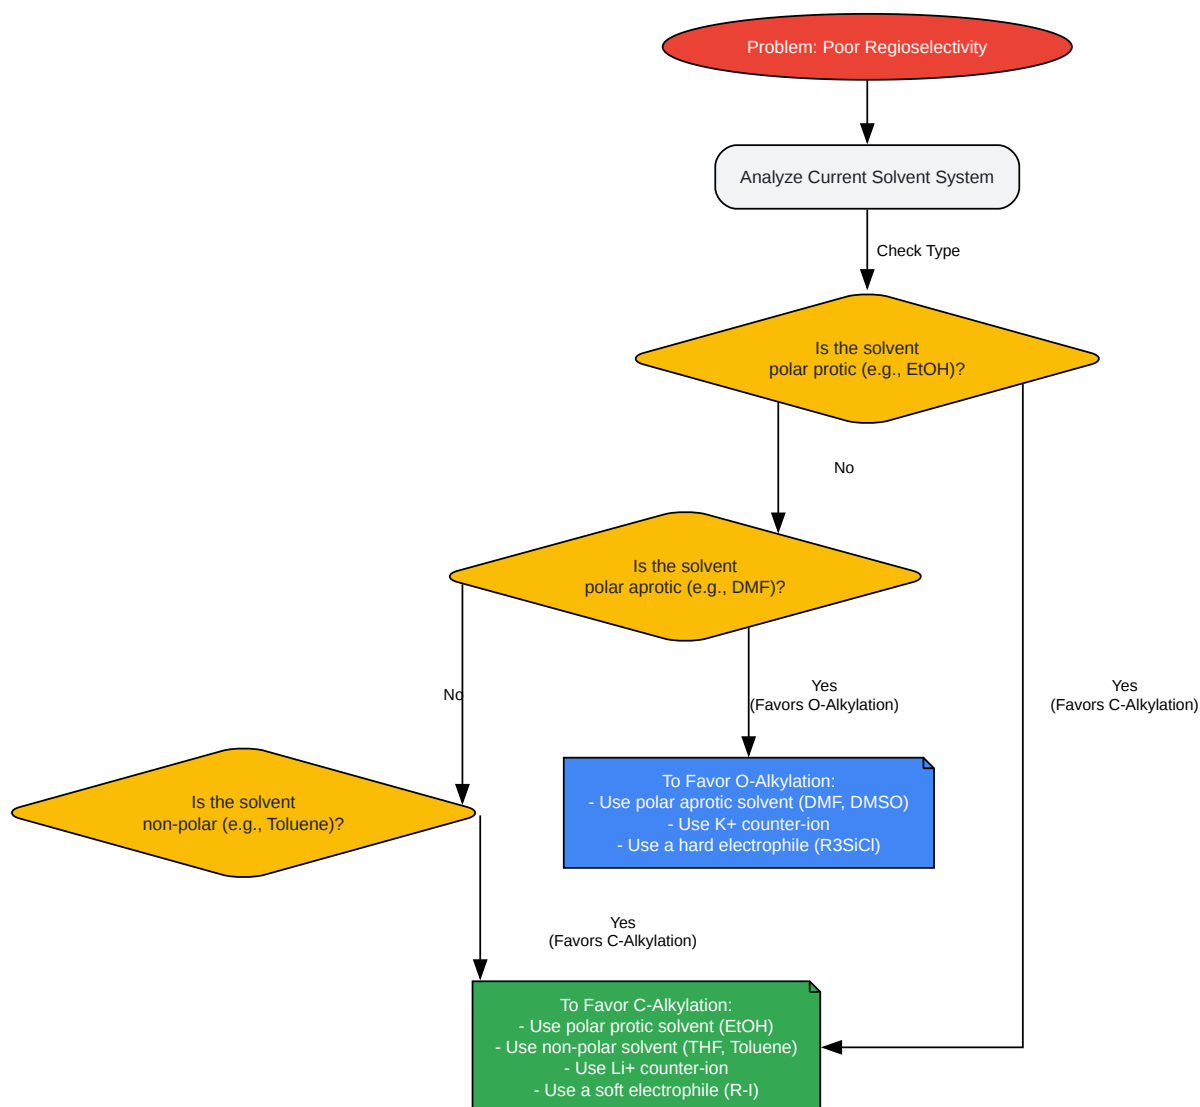 Problem: Poor Regioselectivity
Analyze Current Solvent System
Check Type
Is the solvent
polar protic (e.g., EtOH)?
No
Is the solvent
polar aprotic (e.g., DMF)?
No
Yes
(Favors O-Alkylation)
Yes
(Favors C-Alkylation)
To Favor O-Alkylation:
- Use polar aprotic solvent (DMF, DMSO)
- Use K+ counter-ion
- Use a hard electrophile (R3SiCl)
Is the solvent
non-polar (e.g., Toluene)?
Yes
(Favors C-Alkylation)
To Favor C-Alkylation:
- Use polar protic solvent (EtOH)
- Use non-polar solvent (THF, Toluene)
- Use Li+ counter-ion
- Use a soft electrophile (R-I)